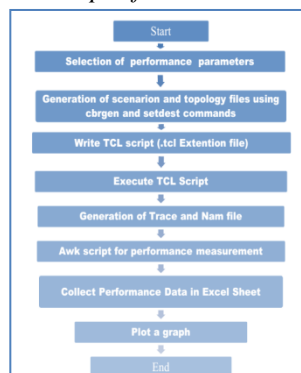 Start
Selection of performance parameters
Generation of scenarion and topology files using
cbrgen and setdest commands
Write TCL script (.tcl Extention file)
Execute TCL Script
Generation of Trace and Nam file
Awk script for performance measurement
Collect Performance Data in Excel Sheet
Plot a graph
End